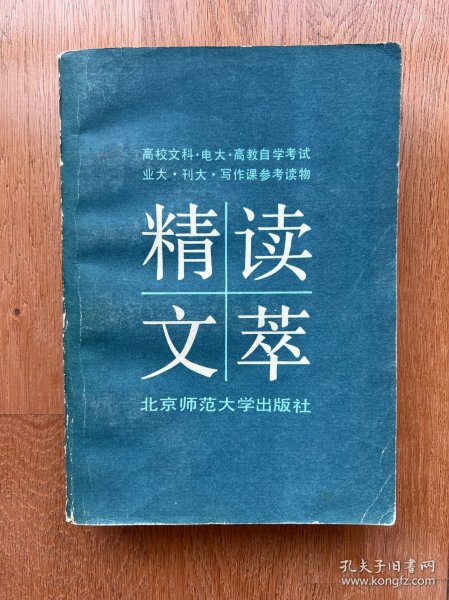 高校文科·电大·高教自学考试
业大·刊大·写作课参考读物
精读
文萃
北京师范大学出版社
孔夫子旧书网
www.kongfz.com